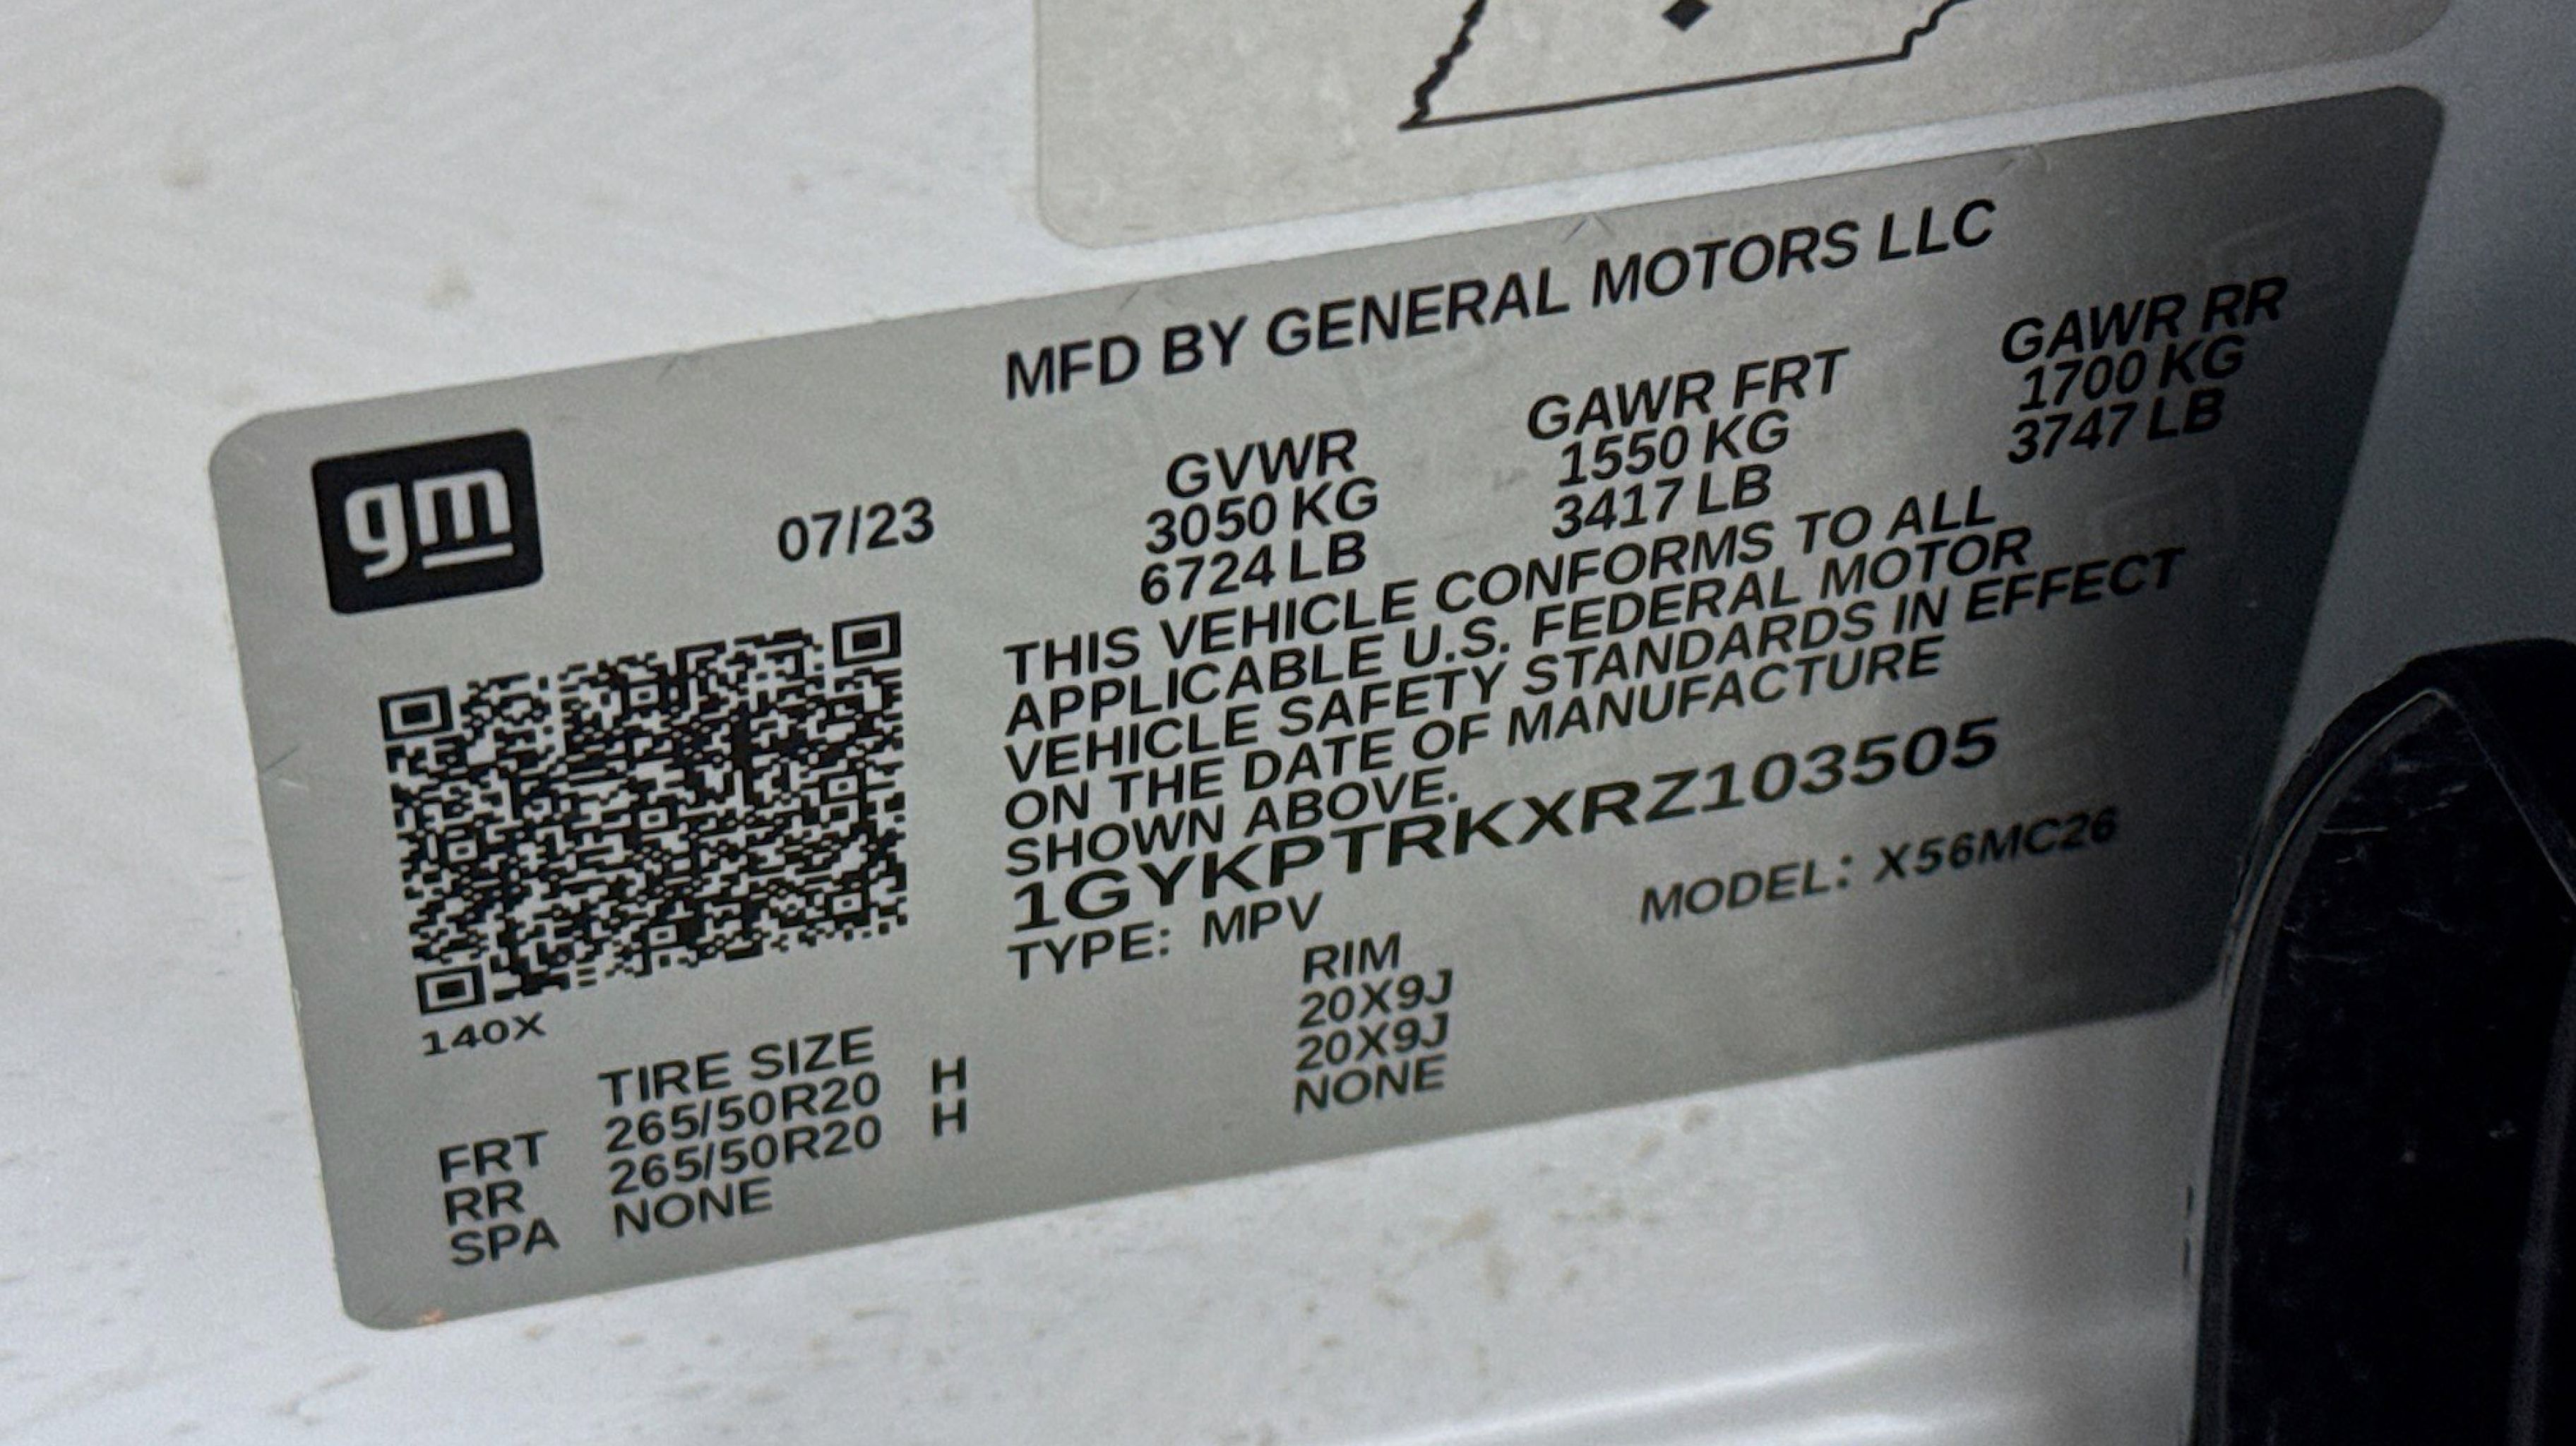 MFD BY GENERAL MOTORS LLC
gm
07/23
GVWR GAWR FRT GAWR RR
3050 KG 1550 KG 1700 KG
6724 LB 3417 LB 3747 LB
THIS VEHICLE CONFORMS TO ALL
APPLICABLE U.S. FEDERAL MOTOR
VEHICLE SAFETY STANDARDS IN EFFECT
ON THE DATE OF MANUFACTURE
SHOWN ABOVE.
1GYKPTRKXRZ103505
TYPE: MPV MODEL: X56MC26
140X
TIRE SIZE RIM
FRT 265/50R20 H 20X9J
RR 265/50R20 H 20X9J
SPA NONE NONE